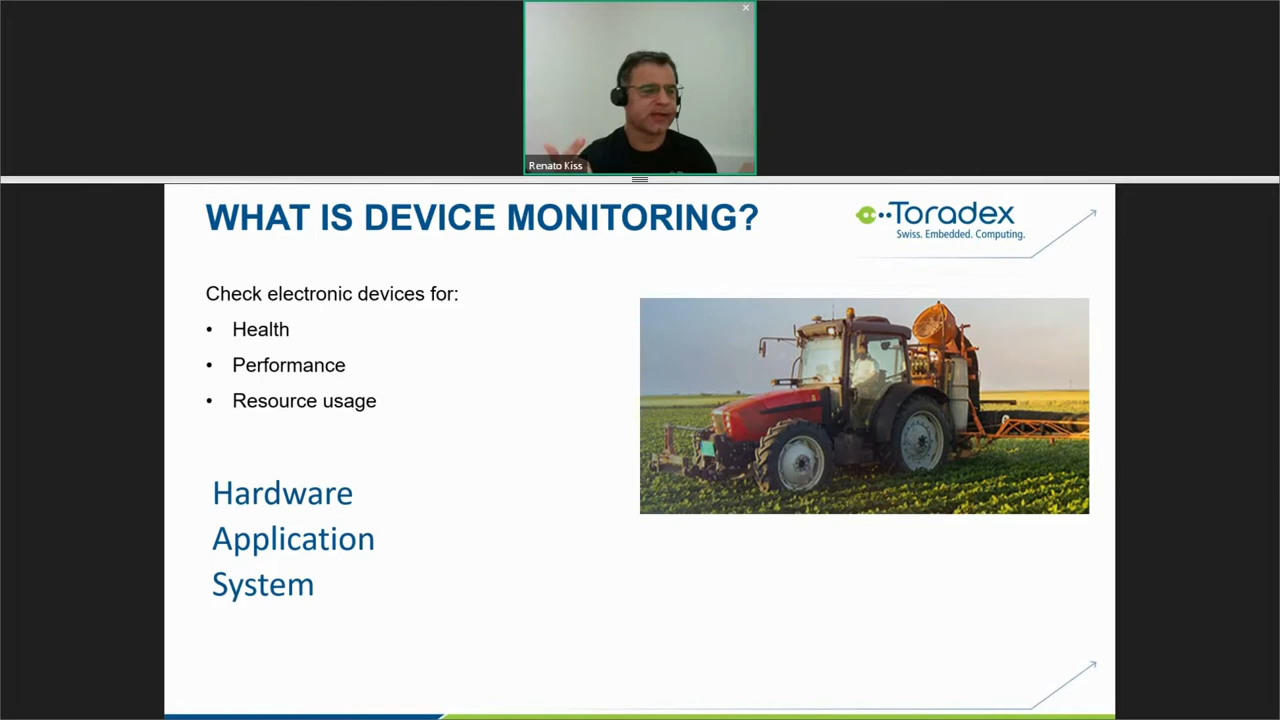 Renato Kiss
WHAT IS DEVICE MONITORING?
Toradex
Swiss. Embedded. Computing.
Check electronic devices for:
• Health
• Performance
• Resource usage
Hardware
Application
System